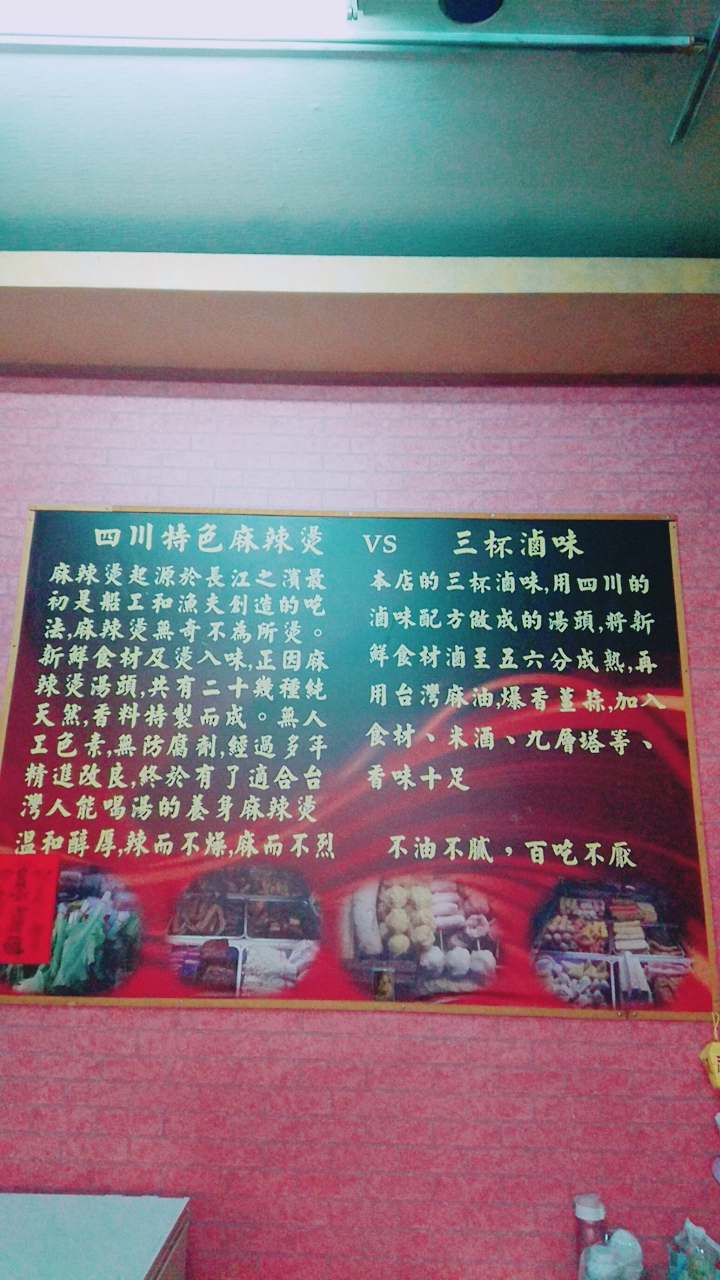 四川特色麻辣燙 VS 三杯滷味
麻辣燙起源於長江之濱最
初是船工和漁夫創造的吃
法,麻辣燙無奇不為所燙。
新鮮食材及燙入味,正因麻
辣燙湯頭,共有二十幾種純
天然,香料特製而成。無人
工色素,無防腐劑,經過多年
精進改良,終於有了適合台
灣人能喝湯的養身麻辣燙
溫和醇厚,辣而不燥,麻而不烈
本店的三杯滷味,用四川的
滷味配方做成的湯頭,將新
鮮食材滷至五六分成熟,再
用台灣麻油,爆香薑蒜,加入
食材、米酒、九層塔等、
香味十足
不油不膩，百吃不厭